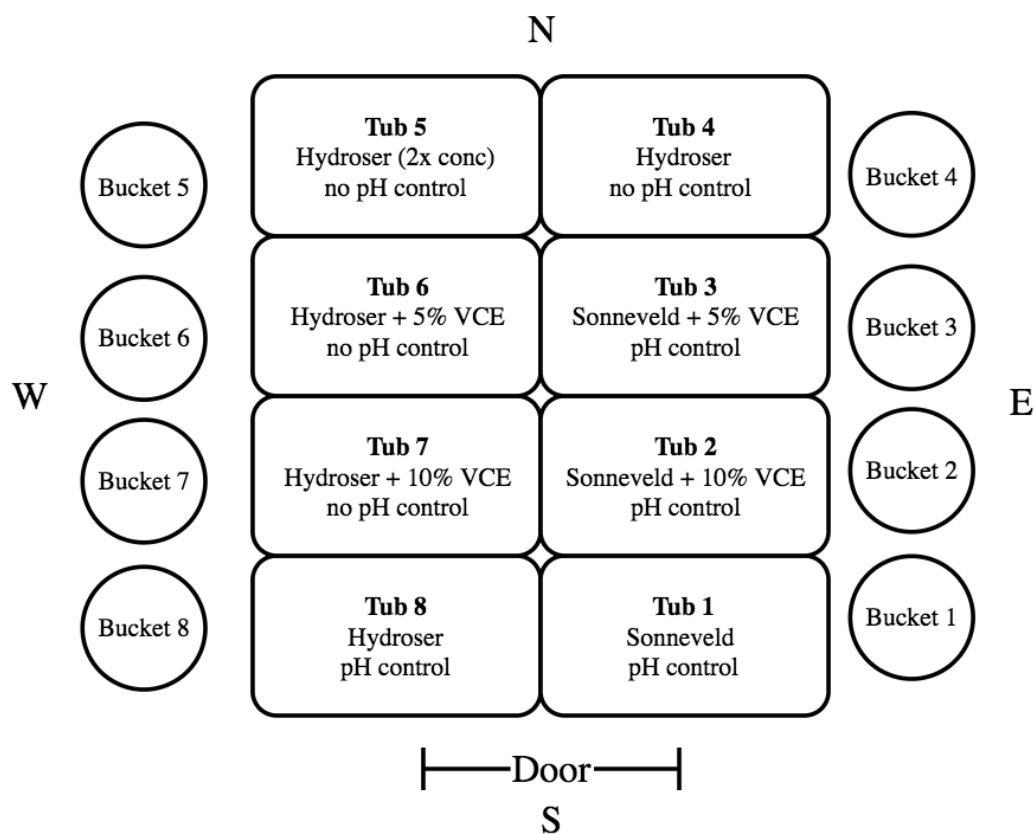 N
Tub 5
Hydroser (2x conc)
no pH control
Tub 4
Hydroser
no pH control
Bucket 5
Bucket 4
Tub 6
Hydroser + 5% VCE
no pH control
Tub 3
Sonneveld + 5% VCE
pH control
Bucket 6
Bucket 3
W
E
Tub 7
Hydroser + 10% VCE
no pH control
Tub 2
Sonneveld + 10% VCE
pH control
Bucket 7
Bucket 2
Tub 8
Hydroser
pH control
Tub 1
Sonneveld
pH control
Bucket 8
Bucket 1
Door
S